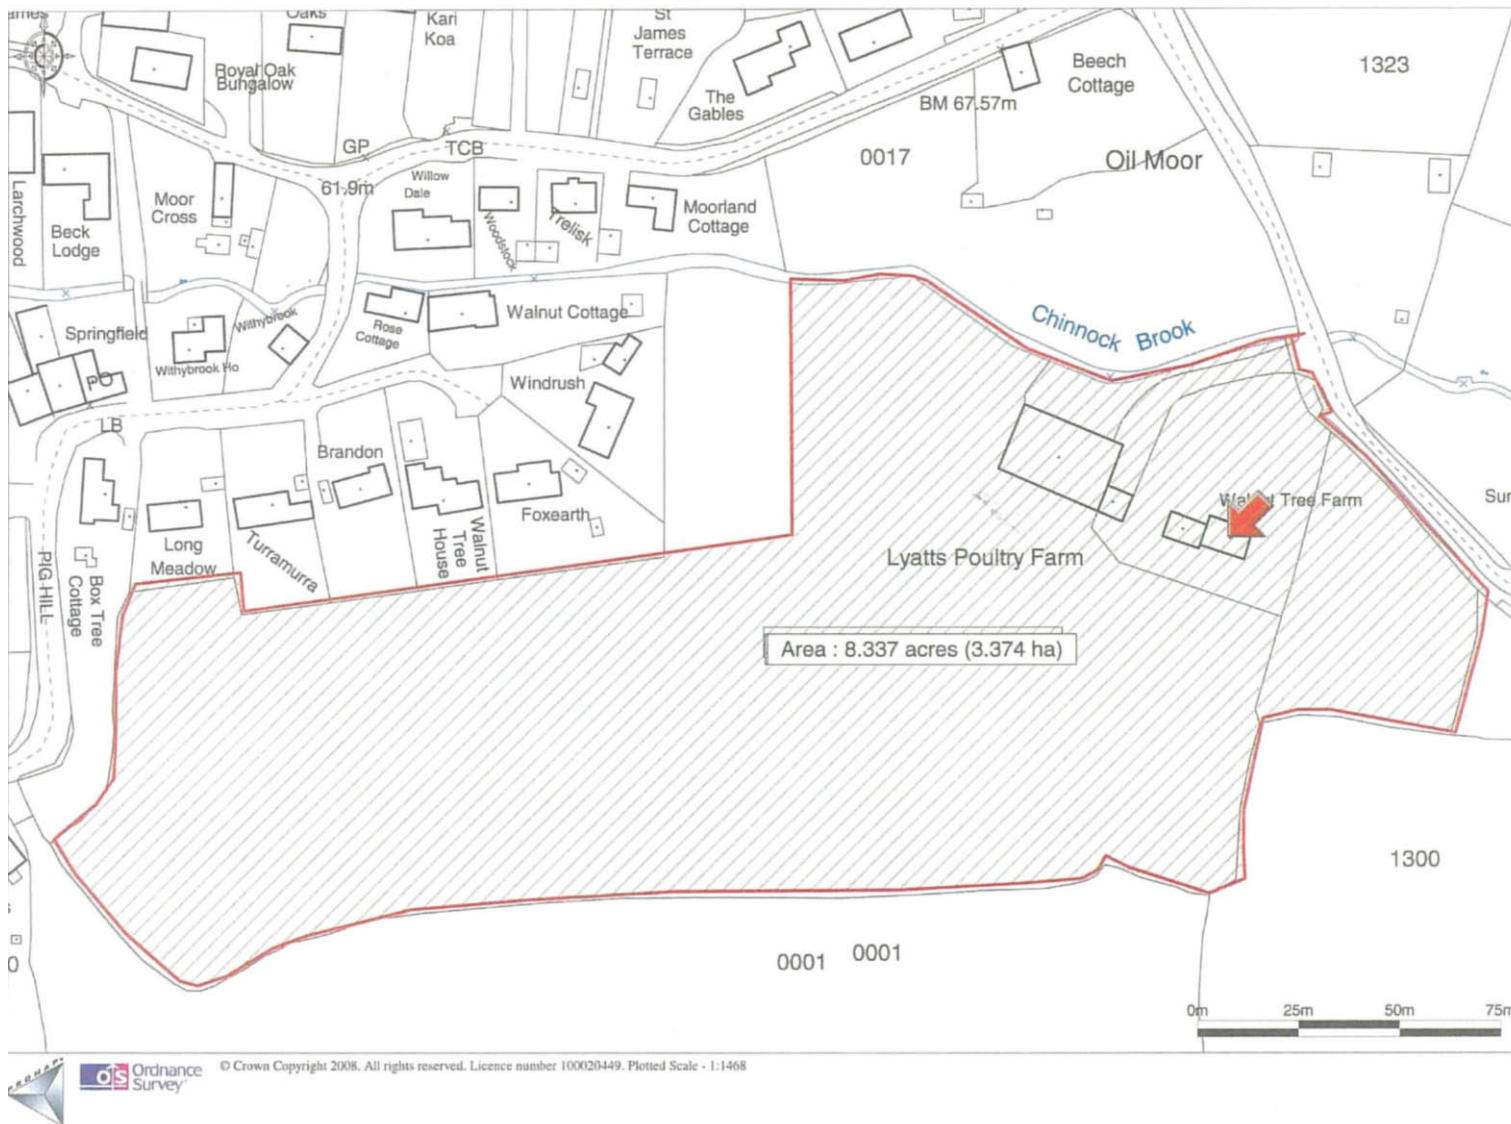 Oaks
Kari
Koa
St
James
Terrace
Royal Oak
Bungalow
The
Gables
Beech
Cottage
1323
BM 67.57m
GP
TCB
0017
Oil Moor
61.9m
Willow
Dale
Larchwood
Beck
Lodge
Moor
Cross
Woodstock
Trelisk
Moorland
Cottage
Springfield
Withybrook
Withybrook Ho
Rose
Cottage
Walnut Cottage
Chinnock Brook
PO
Windrush
LB
Brandon
Walnut Tree Farm
Foxearth
Long
Meadow
Turramurra
Walnut
Tree
House
Lyatts Poultry Farm
PIG HILL
Box Tree
Cottage
Area : 8.337 acres (3.374 ha)
1300
0001
0001
0m 25m 50m 75m
Ordnance
Survey
© Crown Copyright 2008. All rights reserved. Licence number 100020449. Plotted Scale - 1:1468